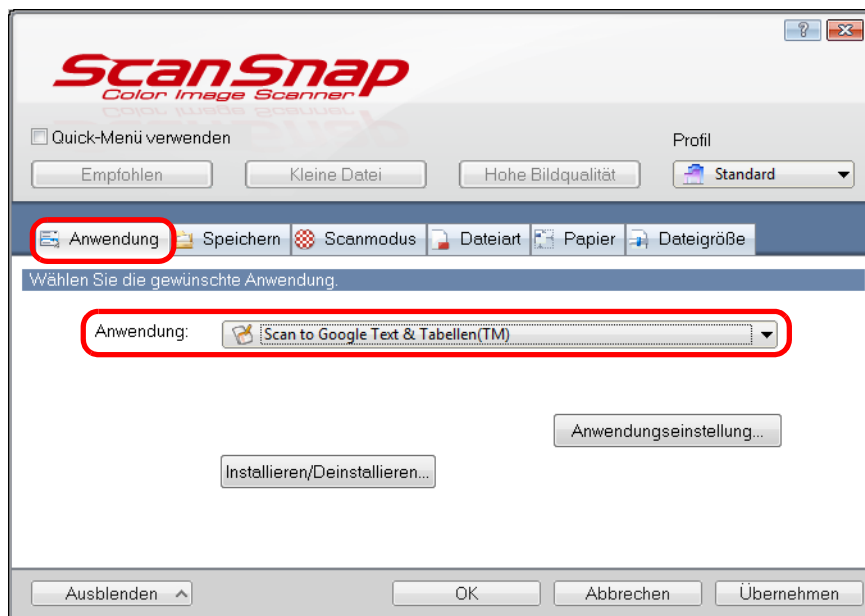 ScanSnap
Color Image Scanner
Quick-Menü verwenden
Profil
Empfohlen Kleine Datei Hohe Bildqualität Standard
Anwendung Speichern Scanmodus Dateiart Papier Dateigröße
Wählen Sie die gewünschte Anwendung.
Anwendung: Scan to Google Text & Tabellen(TM)
Anwendungseinstellung...
Installieren/Deinstallieren...
Ausblenden OK Abbrechen Übernehmen